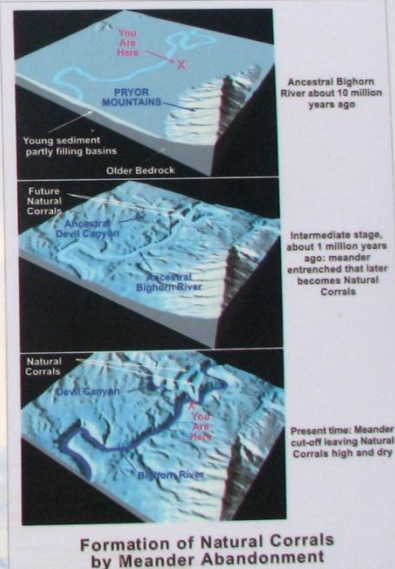 You
Are
Here
X
PRYOR
MOUNTAINS
Young sediment
partly filling basins
Older Bedrock
Ancestral Bighorn
River about 10 million
years ago
Future
Natural
Corrals
Ancestral
Devil Canyon
Ancestral
Bighorn River
Intermediate stage,
about 1 million years
ago: meander
entrenched that later
becomes Natural
Corrals
Natural
Corrals
Devil Canyon
X
You
Are
Here
Bighorn River
Present time: Meander
cut-off leaving Natural
Corrals high and dry
Formation of Natural Corrals
by Meander Abandonment